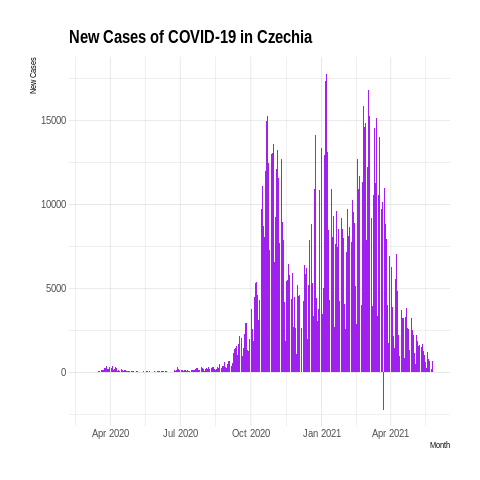 New Cases of COVID-19 in Czechia
New Cases
15000
10000
5000
0
Apr 2020 Jul 2020 Oct 2020 Jan 2021 Apr 2021
Month